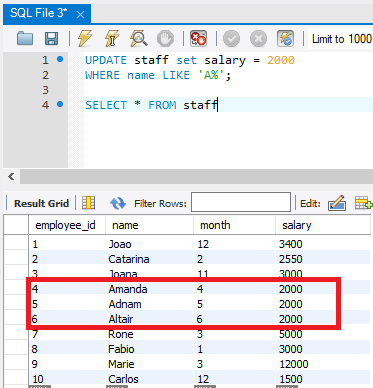 SQL File 3*
Limit to 1000
1 UPDATE staff set salary = 2000
2 WHERE name LIKE 'A%';
3
4 SELECT * FROM staff
Result Grid Filter Rows: Edit:
employee_id name month salary
1 Joao 12 3400
2 Catarina 2 2550
3 Joana 11 3000
4 Amanda 4 2000
5 Adnam 5 2000
6 Altair 6 2000
7 Rone 3 5000
8 Fabio 1 3000
9 Marie 3 12000
10 Carlos 12 1500